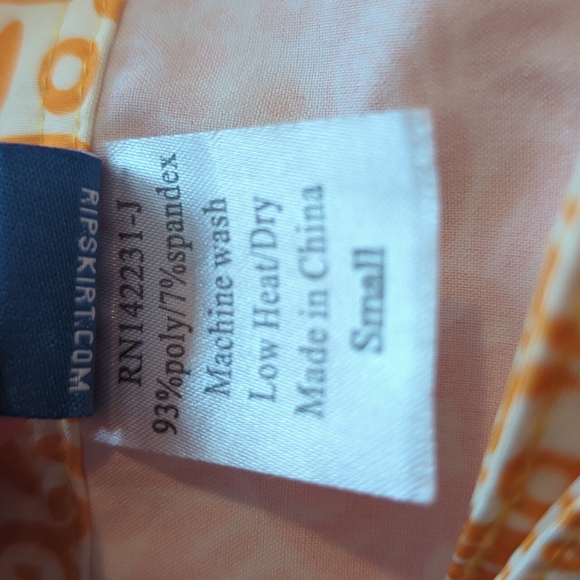 RIPSKIRT.COM
RN142231-J
93%poly/7%spandex
Machine wash
Low Heat/Dry
Made in China
Small